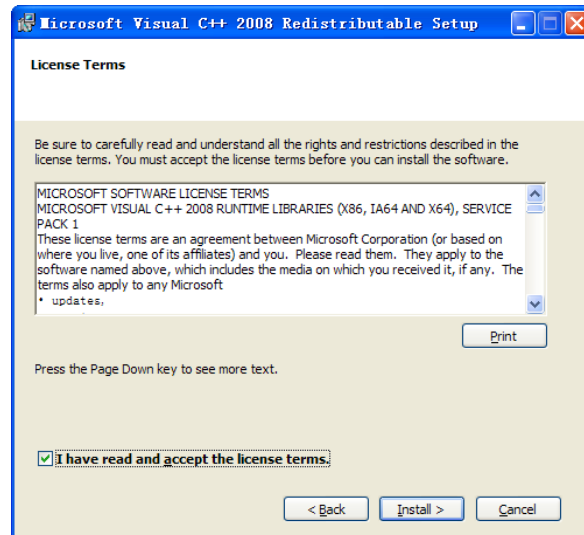 Microsoft Visual C++ 2008 Redistributable Setup
License Terms
Be sure to carefully read and understand all the rights and restrictions described in the
license terms. You must accept the license terms before you can install the software.
MICROSOFT SOFTWARE LICENSE TERMS
MICROSOFT VISUAL C++ 2008 RUNTIME LIBRARIES (X86, IA64 AND X64), SERVICE
PACK 1
These license terms are an agreement between Microsoft Corporation (or based on
where you live, one of its affiliates) and you.  Please read them.  They apply to the
software named above, which includes the media on which you received it, if any.  The
terms also apply to any Microsoft
• updates,
Print
Press the Page Down key to see more text.
I have read and accept the license terms.
< Back
Install >
Cancel